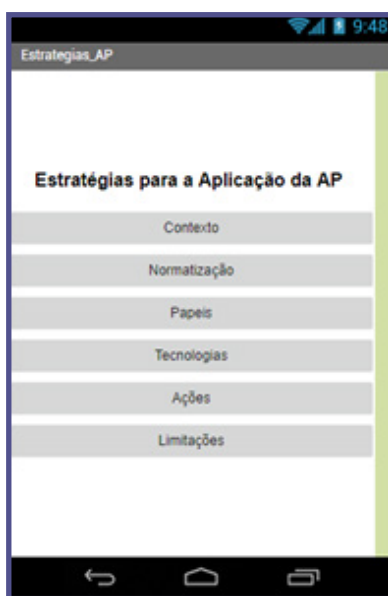 9:48
Estrategias_AP
Estratégias para a Aplicação da AP
Contexto
Normatização
Papeis
Tecnologias
Ações
Limitações